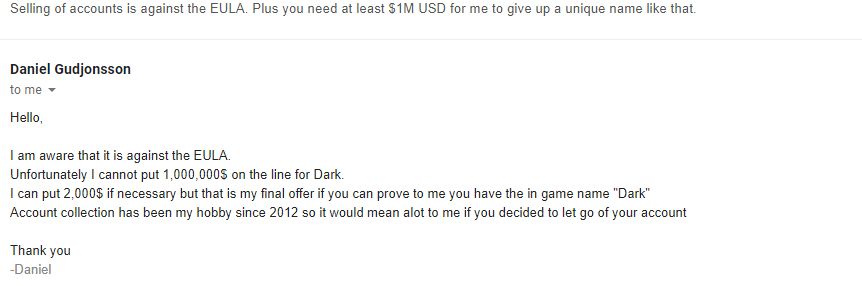 Selling of accounts is against the EULA. Plus you need at least $1M USD for me to give up a unique name like that.
Daniel Gudjonsson
to me
Hello,
I am aware that it is against the EULA.
Unfortunately I cannot put 1,000,000$ on the line for Dark.
I can put 2,000$ if necessary but that is my final offer if you can prove to me you have the in game name "Dark"
Account collection has been my hobby since 2012 so it would mean alot to me if you decided to let go of your account
Thank you
-Daniel